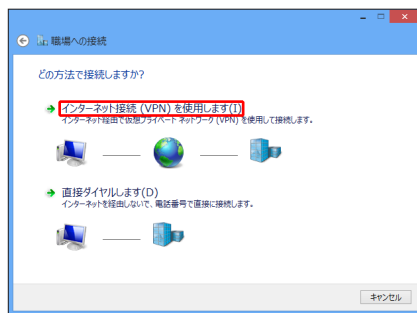 職場への接続
どの方法で接続しますか?
インターネット接続 (VPN) を使用します(I)
インターネット経由で仮想プライベート ネットワーク (VPN) を使用して接続します。
直接ダイヤルします(D)
インターネットを経由しないで、電話番号で直接に接続します。
キャンセル